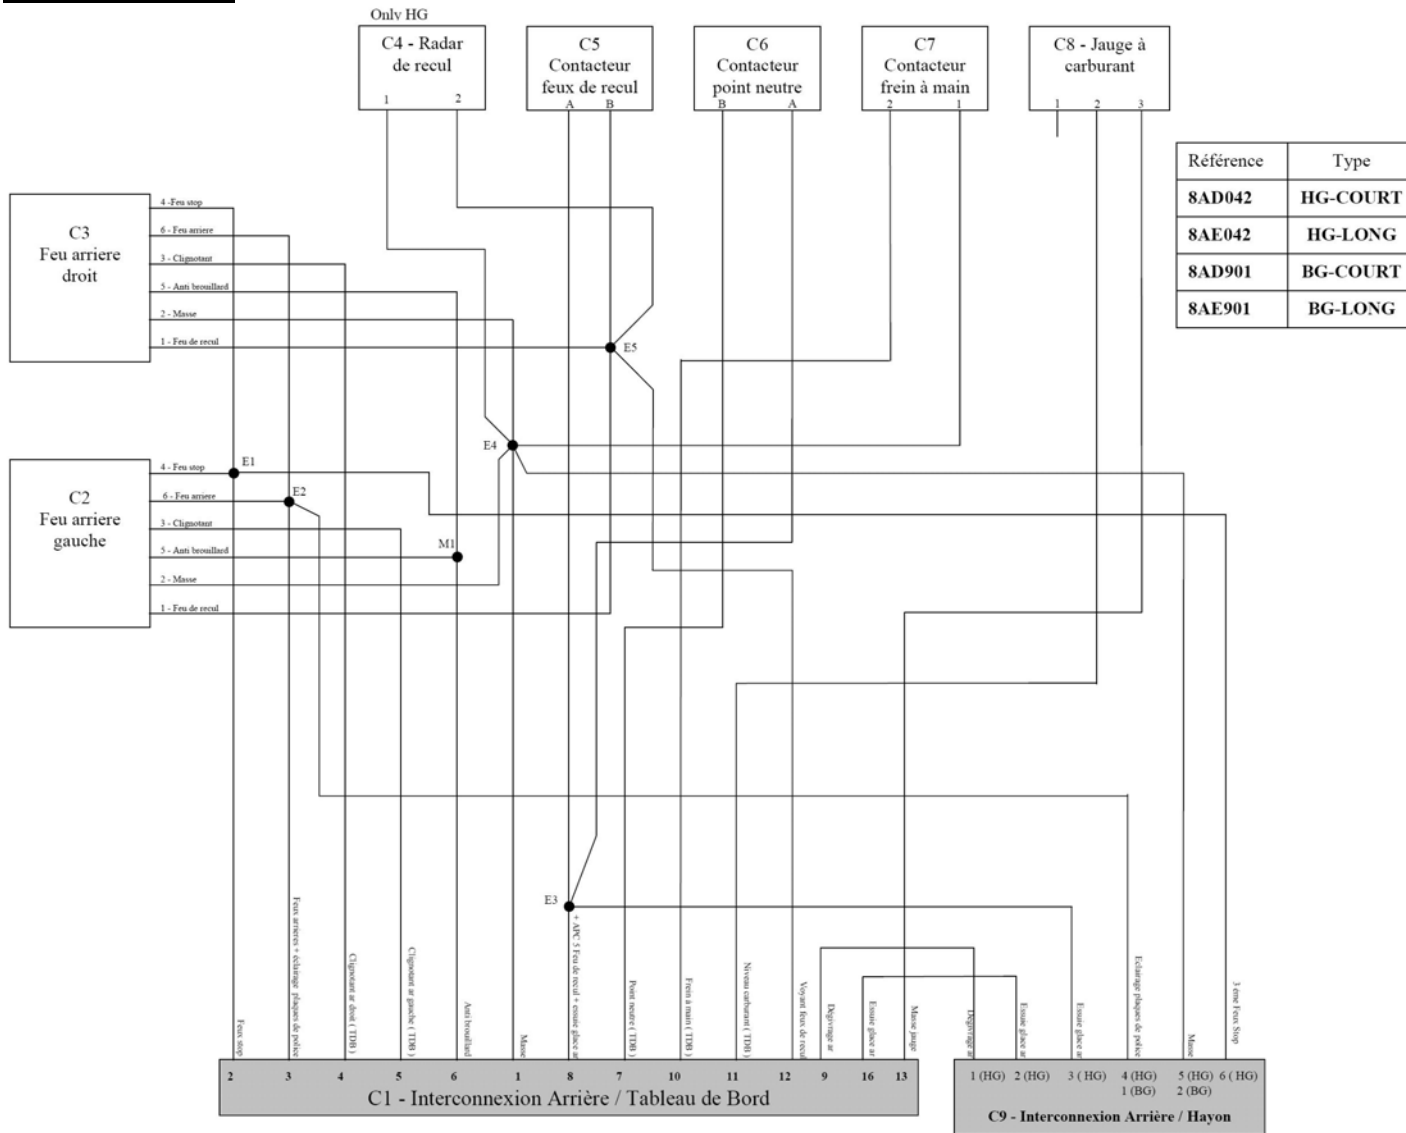 Only HG
C4 - Radar
de recul
1 2
C5
Contacteur
feux de recul
A B
C6
Contacteur
point neutre
B A
C7
Contacteur
frein à main
2 1
C8 - Jauge à
carburant
1 2 3
Référence Type
8AD042 HG-COURT
8AE042 HG-LONG
8AD901 BG-COURT
8AE901 BG-LONG
C3
Feu arriere
droit
4 -Feu stop
6 - Feu arriere
3 - Clignotant
5 - Anti brouillard
2 - Masse
1 - Feu de recul
E5
E4
C2
Feu arriere
gauche
4 - Feu stop
6 - Feu arriere
3 - Clignotant
5 - Anti brouillard
2 - Masse
1 - Feu de recul
E1
E2
M1
E3
Feux stop
Feux arrieres + éclairage plaques de police
Clignotant ar droit ( TDB )
Clignotant ar gauche ( TDB )
Anti brouillard
Masse
+ APC 5 Feu de recul + essuie glace ar
Point neutre ( TDB )
Frein à main ( TDB )
Niveau carburant ( TDB )
Voyant feux de recul
Dégivrage ar
Essuie glace ar
Masse jauge
Dégivrage ar
Essuie glace ar
Essuie glace ar
Eclairage plaques de police
Masse
3 ème Feux Stop
2 3 4 5 6 1 8 7 10 11 12 9 16 13
C1 - Interconnexion Arrière / Tableau de Bord
1 (HG) 2 (HG) 3 ( HG) 4 (HG) 5 (HG) 6 ( HG)
1 (BG) 2 (BG)
C9 - Interconnexion Arrière / Hayon